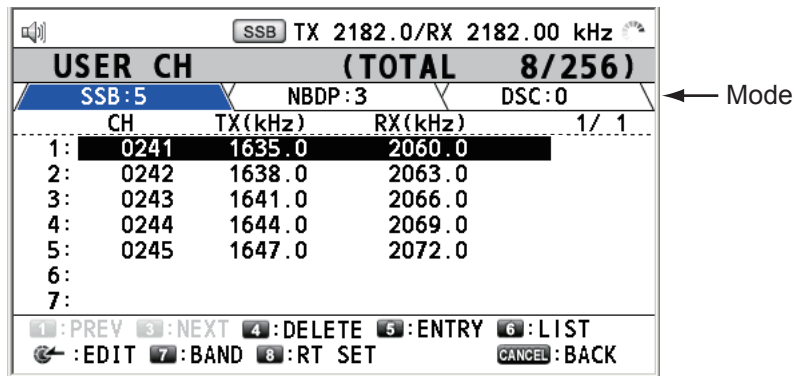 SSB TX 2182.0/RX 2182.00 kHz
USER CH (TOTAL 8/256)
SSB:5 NBDP:3 DSC:0 Mode
CH TX(kHz) RX(kHz) 1/ 1
1: 0241 1635.0 2060.0
2: 0242 1638.0 2063.0
3: 0243 1641.0 2066.0
4: 0244 1644.0 2069.0
5: 0245 1647.0 2072.0
6:
7:
1:PREV 3:NEXT 4:DELETE 5:ENTRY 6:LIST
:EDIT 7:BAND 8:RT SET CANCEL:BACK